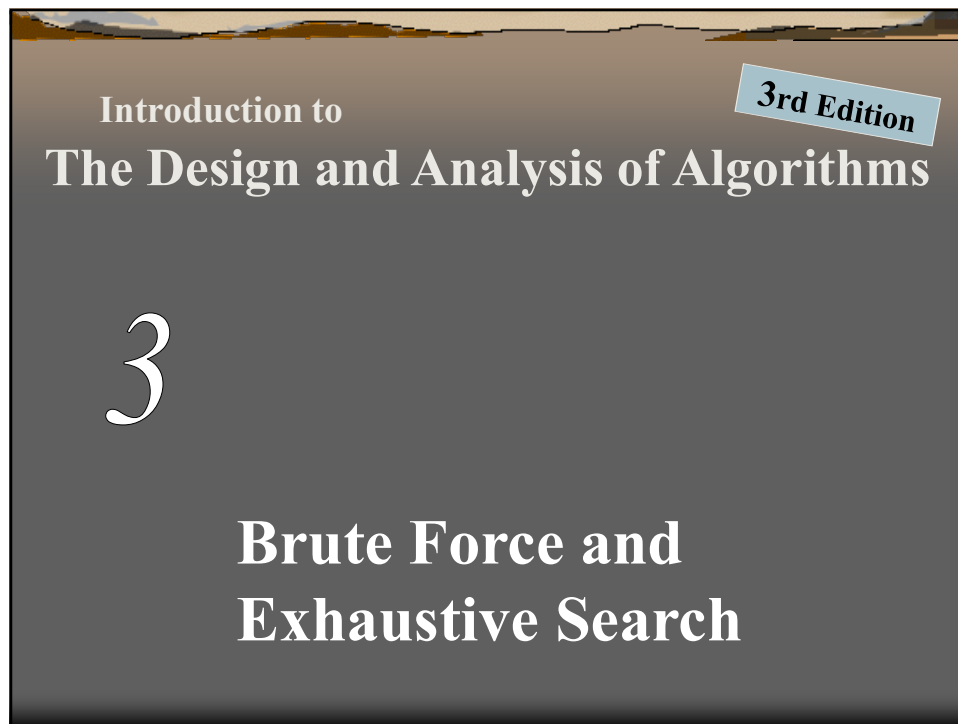 Introduction to
3rd Edition
The Design and Analysis of Algorithms
3
Brute Force and
Exhaustive Search